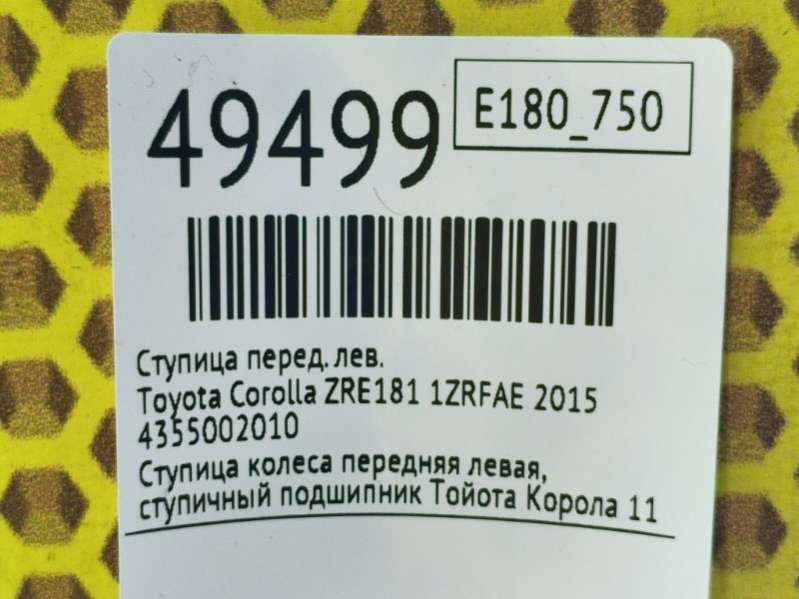 49499
E180_750
Ступица перед. лев.
Toyota Corolla ZRE181 1ZRFAE 2015
4355002010
Ступица колеса передняя левая,
ступичный подшипник Тойота Корола 11